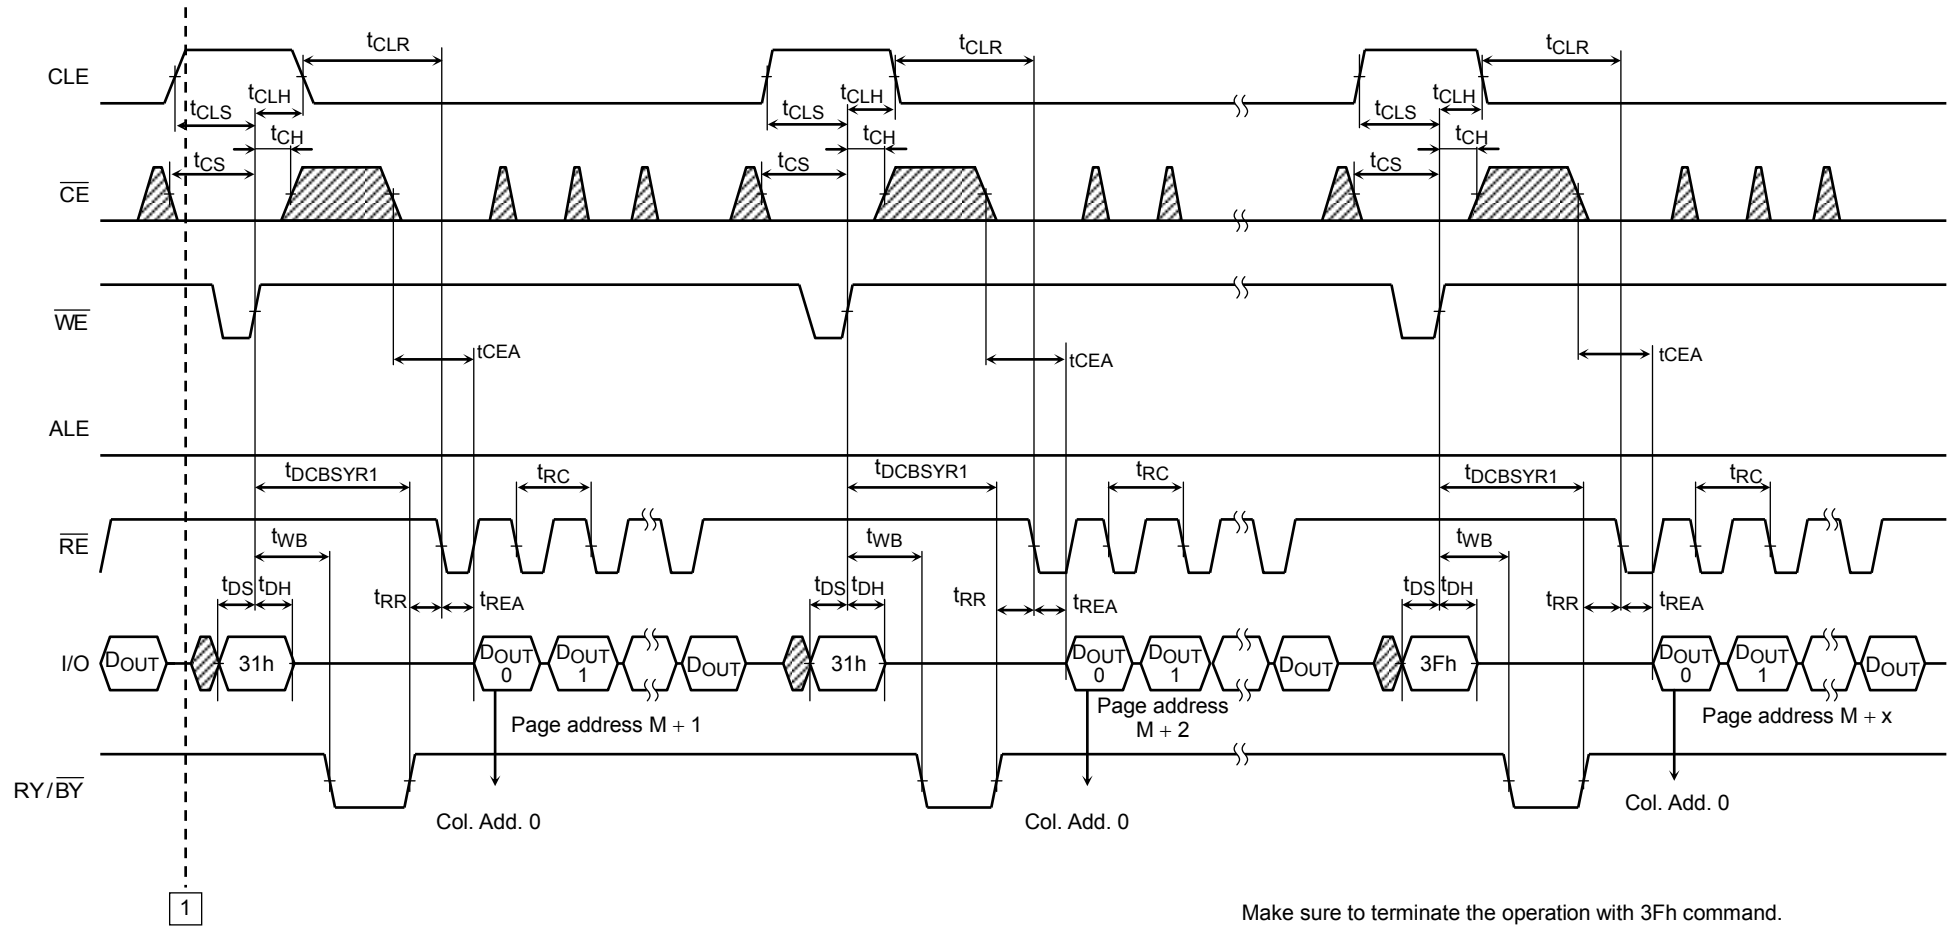 tCLR tCLR tCLR
CLE
tCLH tCLH tCLH
tCLS tCLS tCLS
tCH tCH tCH
tCS tCS tCS
CE
WE
tCEA tCEA tCEA
ALE
tDCBSYR1 tRC tDCBSYR1 tRC tDCBSYR1 tRC
RE
tWB tWB tWB
tDS tDH tRR tREA tDS tDH tRR tREA tDS tDH tRR tREA
I/O DOUT 31h DOUT 0 DOUT 1 DOUT 31h DOUT 0 DOUT 1 DOUT 3Fh DOUT 0 DOUT 1 DOUT
Page address M + 1
Page address
M + 2
Page address M + x
RY/BY
Col. Add. 0 Col. Add. 0 Col. Add. 0
1
Make sure to terminate the operation with 3Fh command.